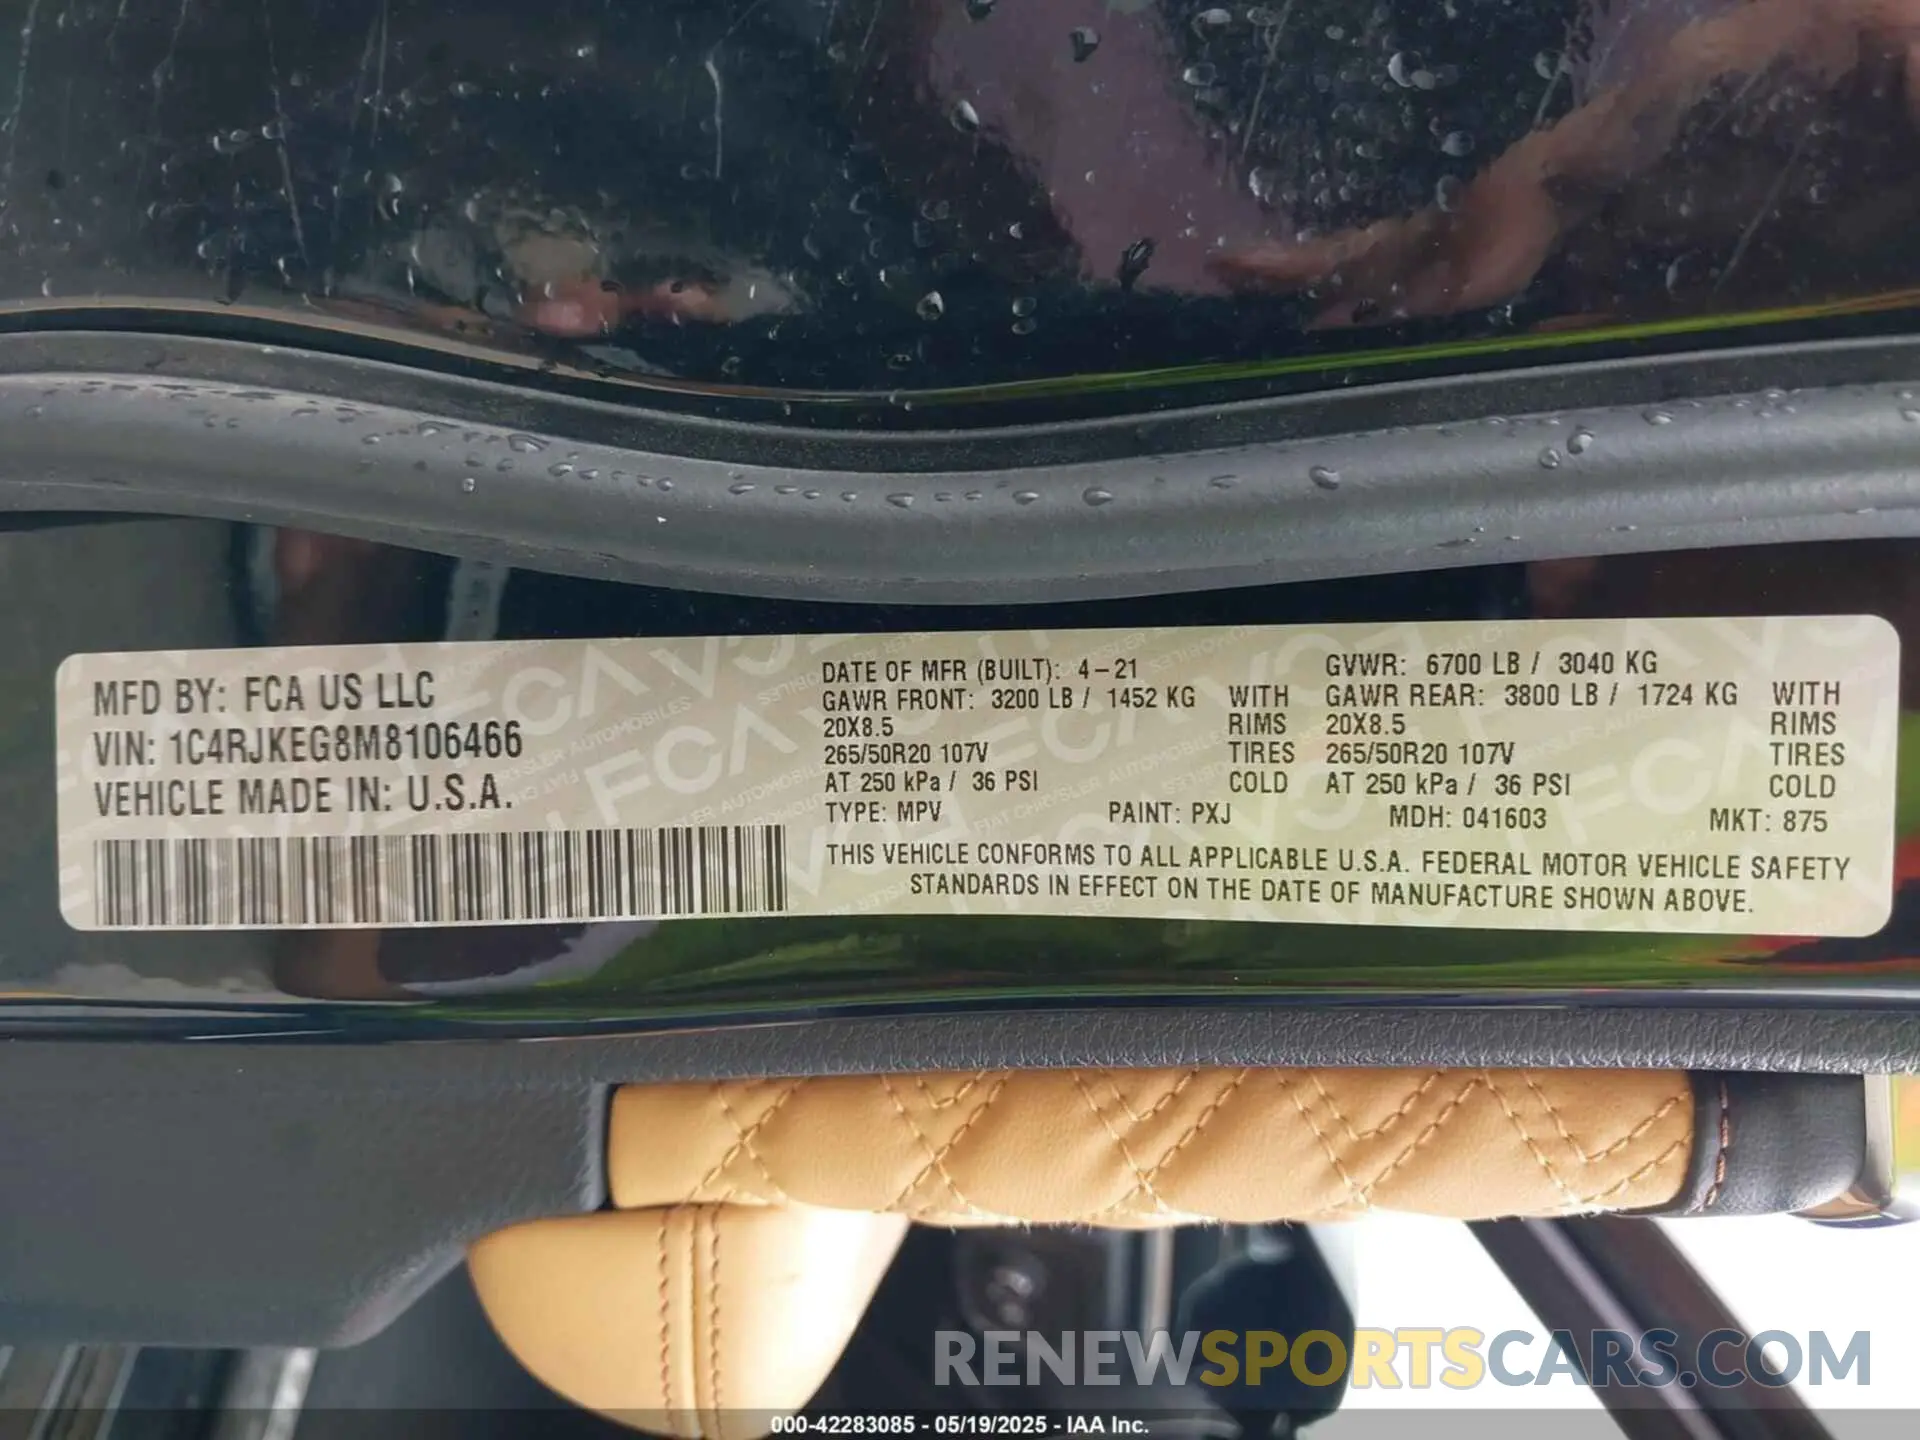 MFD BY: FCA US LLC
VIN: 1C4RJKEG8M8106466
VEHICLE MADE IN: U.S.A.
DATE OF MFR (BUILT): 4-21 GVWR: 6700 LB / 3040 KG
GAWR FRONT: 3200 LB / 1452 KG WITH GAWR REAR: 3800 LB / 1724 KG WITH
20X8.5 RIMS 20X8.5 RIMS
265/50R20 107V TIRES 265/50R20 107V TIRES
AT 250 kPa / 36 PSI COLD AT 250 kPa / 36 PSI COLD
TYPE: MPV PAINT: PXJ MDH: 041603 MKT: 875
THIS VEHICLE CONFORMS TO ALL APPLICABLE U.S.A. FEDERAL MOTOR VEHICLE SAFETY
STANDARDS IN EFFECT ON THE DATE OF MANUFACTURE SHOWN ABOVE.
RENEWSPORTSCARS.COM
000-42283085 - 05/19/2025 - IAA Inc.